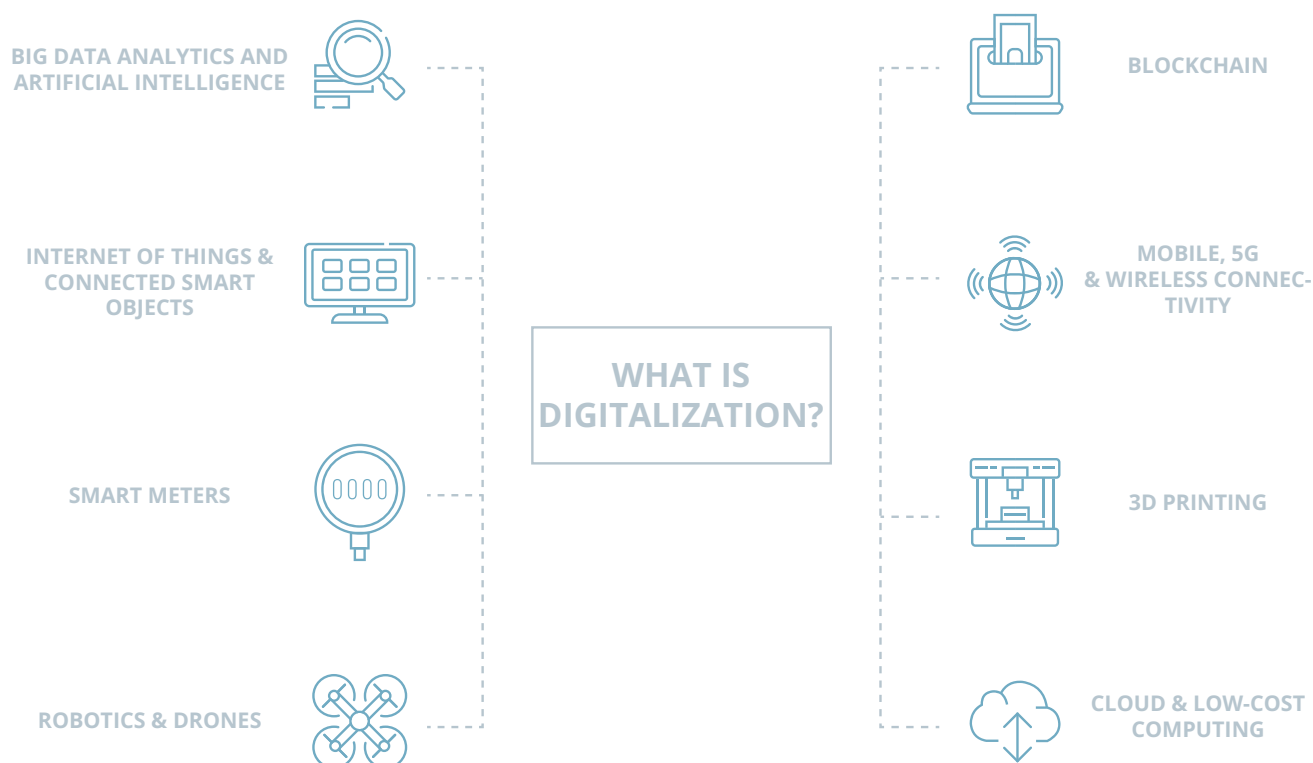 BIG DATA ANALYTICS AND
ARTIFICIAL INTELLIGENCE
INTERNET OF THINGS &
CONNECTED SMART
OBJECTS
SMART METERS
ROBOTICS & DRONES
WHAT IS
DIGITALIZATION?
BLOCKCHAIN
MOBILE, 5G
& WIRELESS CONNEC-
TIVITY
3D PRINTING
CLOUD & LOW-COST
COMPUTING